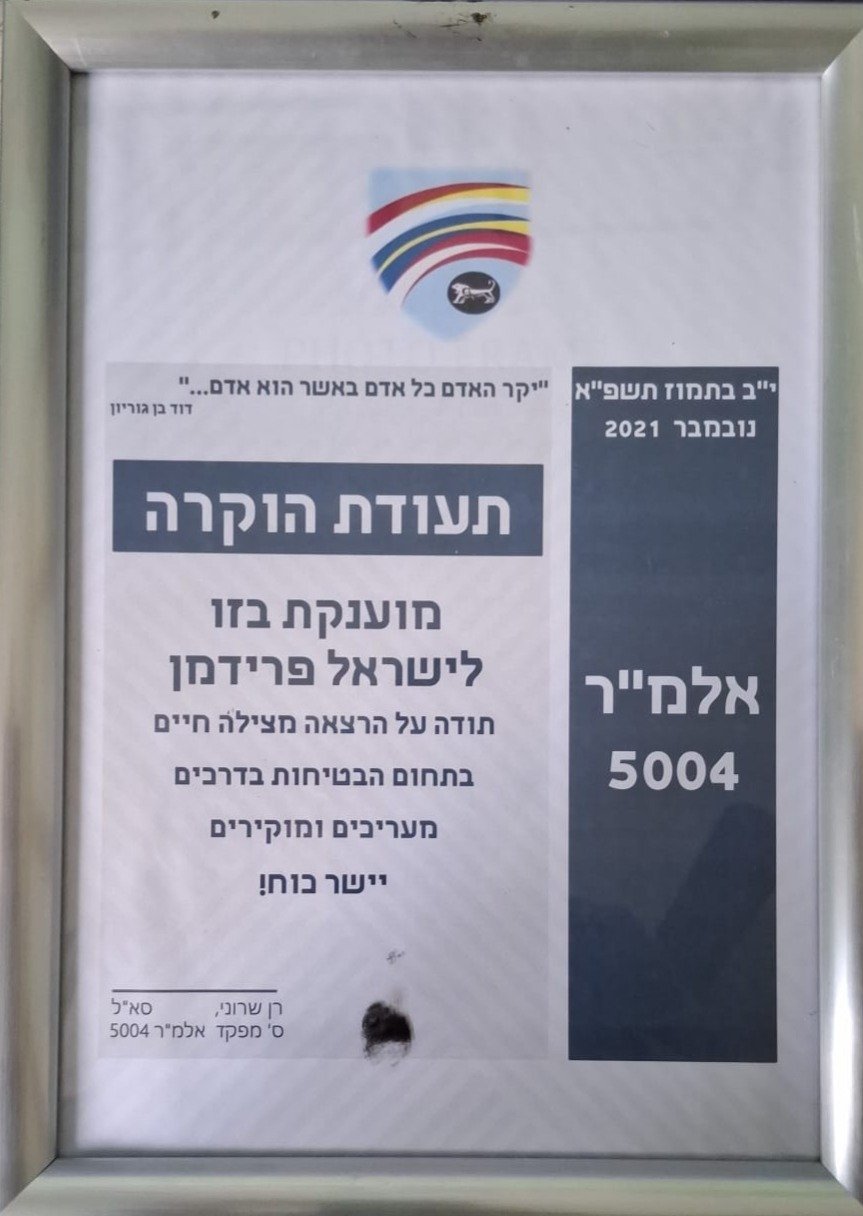 "יקר האדם כל אדם באשר הוא אדם..."
דוד בן גוריון
י"ב בתמוז תשפ"א
נובמבר 2021
תעודת הוקרה
מוענקת בזו
לישראל פרידמן
תודה על הרצאה מצילה חיים
בתחום הבטיחות בדרכים
מעריכים ומוקירים
יישר כוח!
אלמ"ר
5004
רן שרוני, סא"ל
ס' מפקד אלמ"ר 5004